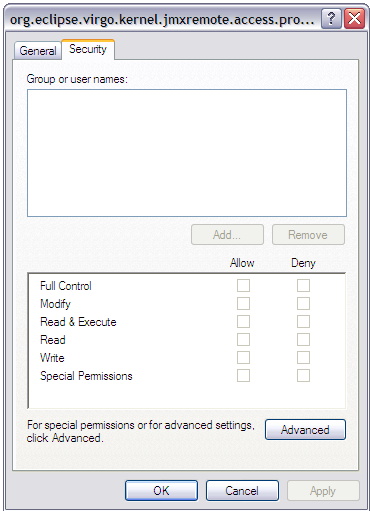 org.eclipse.virgo.kernel.jmxremote.access.pro...
General Security
Group or user names:
Add... Remove
Allow Deny
Full Control
Modify
Read & Execute
Read
Write
Special Permissions
For special permissions or for advanced settings,
click Advanced.
Advanced
OK Cancel Apply